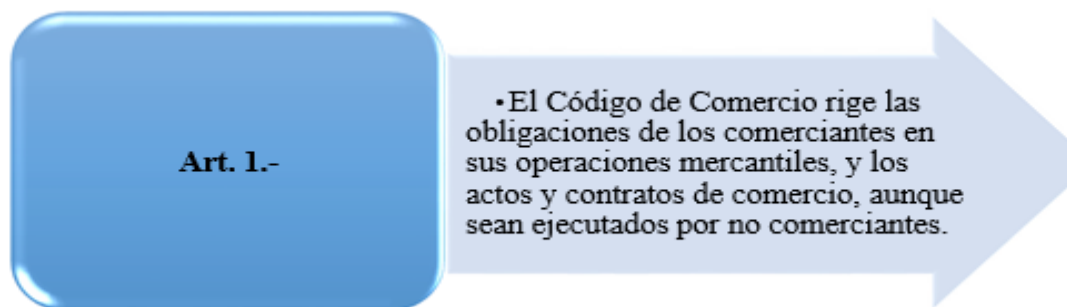 Art. 1.-
•El Código de Comercio rige las
obligaciones de los comerciantes en
sus operaciones mercantiles, y los
actos y contratos de comercio, aunque
sean ejecutados por no comerciantes.